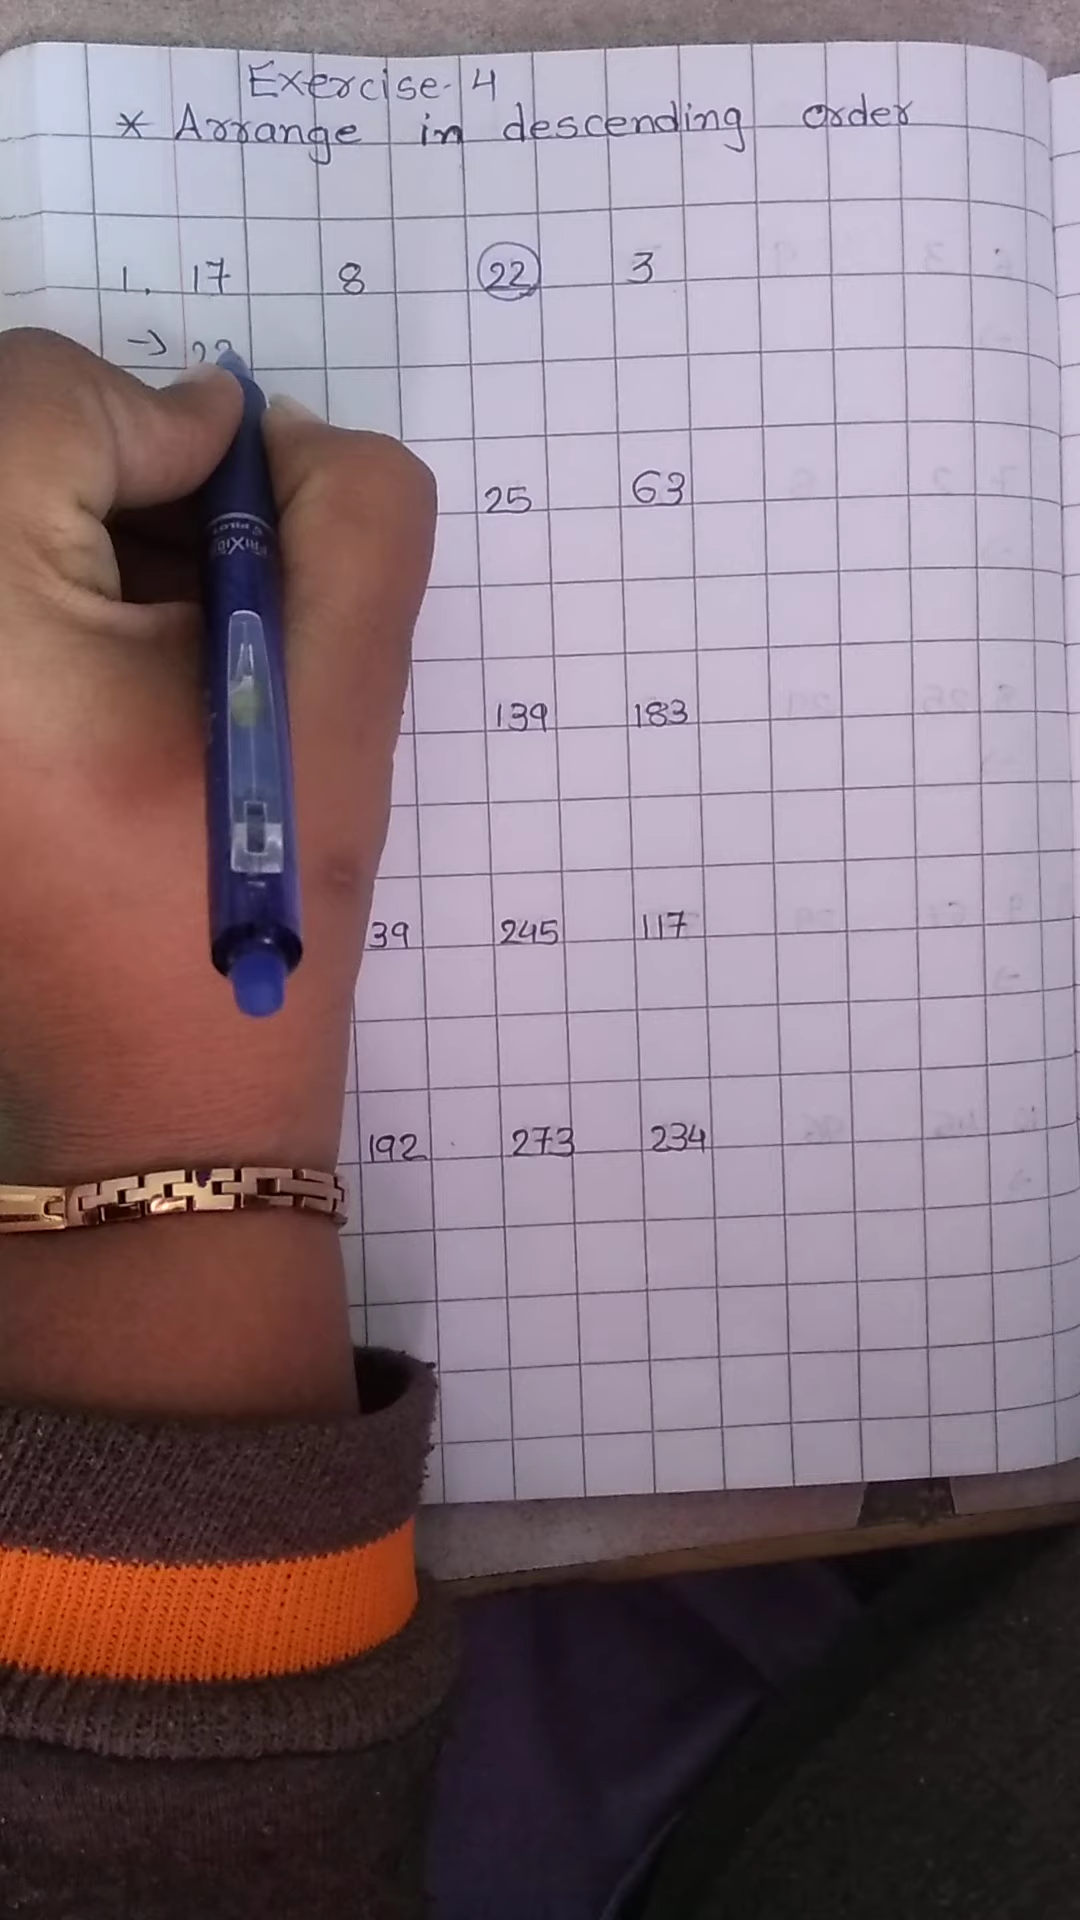 Exercise-4
* Arrange in descending order
1. 17 8 22 3
→ 22
25 63
139 183
39 245 117
192 273 234